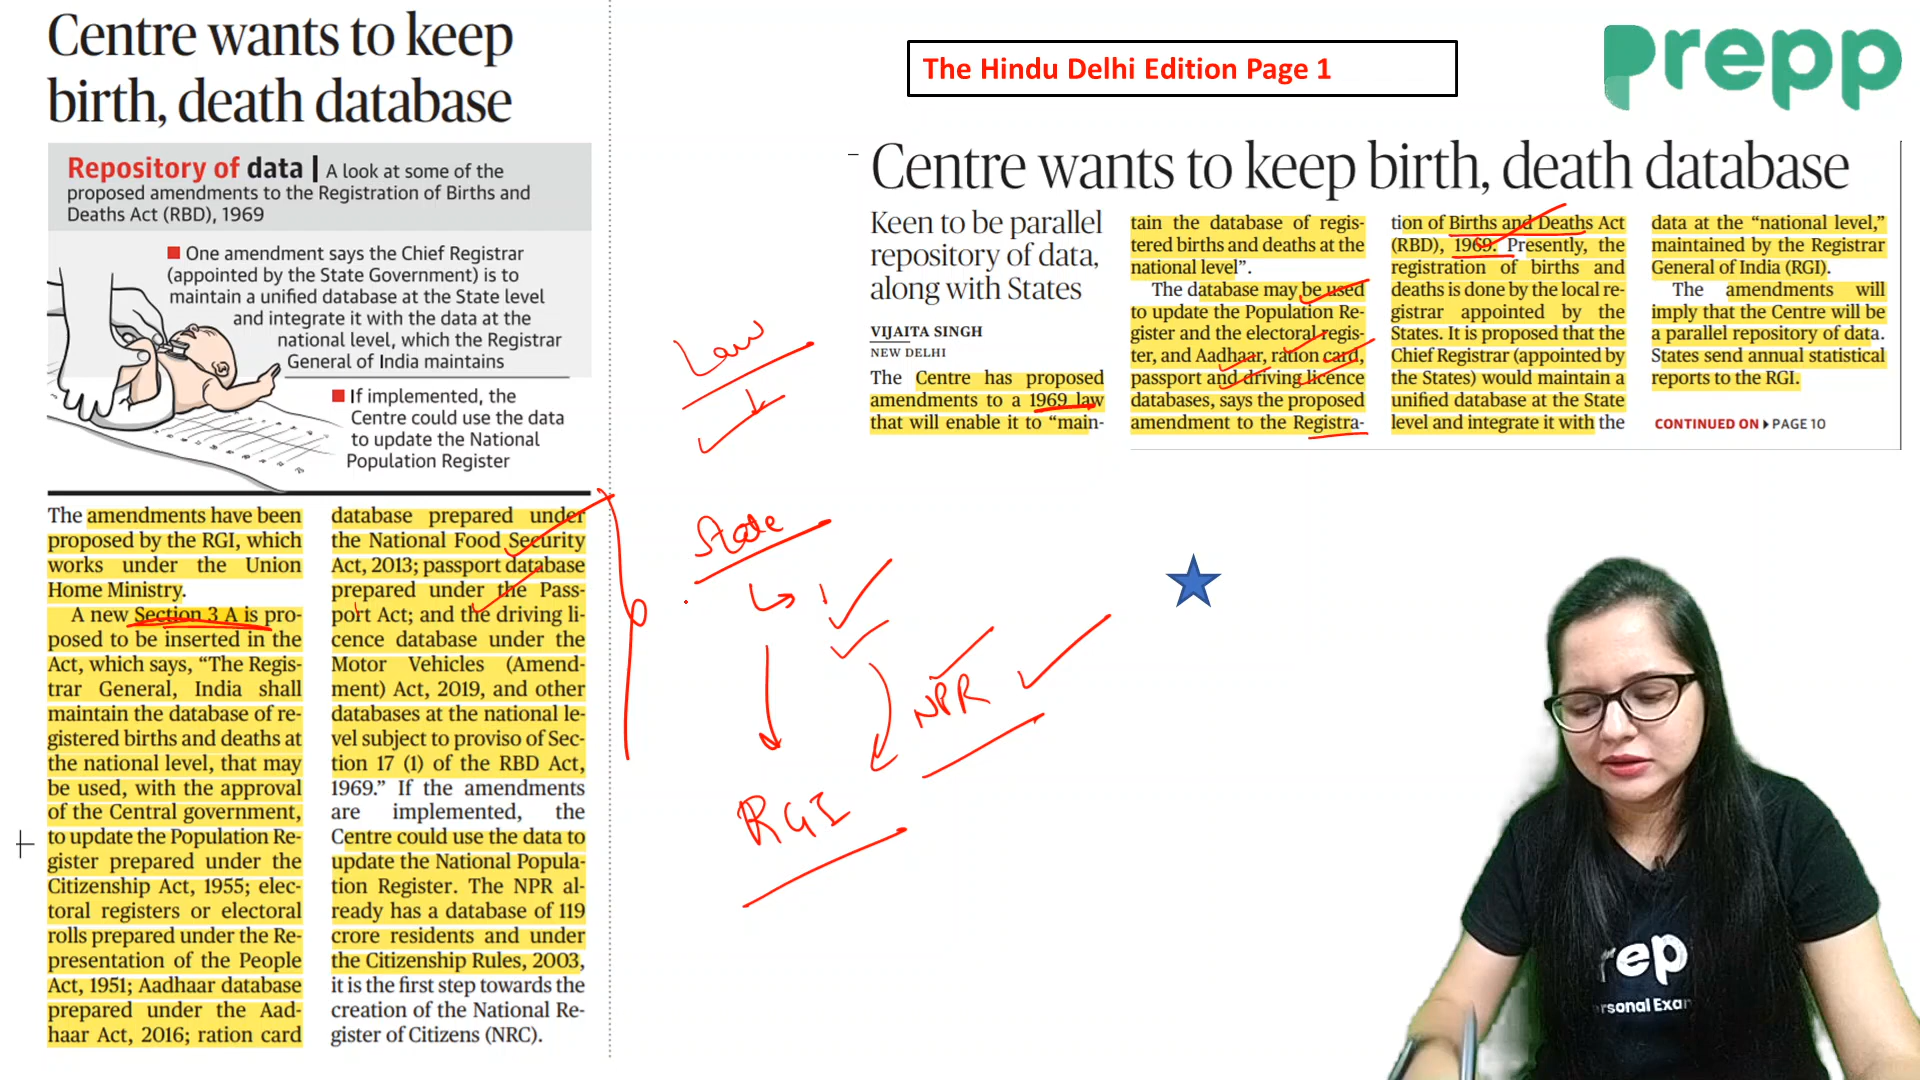 Centre wants to keep
birth, death database
Repository of data | A look at some of the
proposed amendments to the Registration of Births and
Deaths Act (RBD), 1969
One amendment says the Chief Registrar
(appointed by the State Government) is to
maintain a unified database at the State level
and integrate it with the data at the
national level, which the Registrar
General of India maintains
If implemented, the
Centre could use the data
to update the National
Population Register
The amendments have been
proposed by the RGI, which
works under the Union
Home Ministry.
A new Section 3 A is pro-
posed to be inserted in the
Act, which says, “The Regis-
trar General, India shall
maintain the database of re-
gistered births and deaths at
the national level, that may
be used, with the approval
of the Central government,
to update the Population Re-
gister prepared under the
Citizenship Act, 1955; elec-
toral registers or electoral
rolls prepared under the Re-
presentation of the People
Act, 1951; Aadhaar database
prepared under the Aad-
haar Act, 2016; ration card
database prepared under
the National Food Security
Act, 2013; passport database
prepared under the Pass-
port Act; and the driving li-
cence database under the
Motor Vehicles (Amend-
ment) Act, 2019, and other
databases at the national le-
vel subject to proviso of Sec-
tion 17 (1) of the RBD Act,
1969.” If the amendments
are implemented, the
Centre could use the data to
update the National Popula-
tion Register. The NPR al-
ready has a database of 119
crore residents and under
the Citizenship Rules, 2003,
it is the first step towards the
creation of the National Re-
gister of Citizens (NRC).
The Hindu Delhi Edition Page 1
prepp
Centre wants to keep birth, death database
Keen to be parallel
repository of data,
along with States
VIJAITA SINGH
NEW DELHI
The Centre has proposed
amendments to a 1969 law
that will enable it to “main-
tain the database of regis-
tered births and deaths at the
national level”.
The database may be used
to update the Population Re-
gister and the electoral regis-
ter, and Aadhaar, ration card,
passport and driving licence
databases, says the proposed
amendment to the Registra-
tion of Births and Deaths Act
(RBD), 1969. Presently, the
registration of births and
deaths is done by the local re-
gistrar appointed by the
States. It is proposed that the
Chief Registrar (appointed by
the States) would maintain a
unified database at the State
level and integrate it with the
data at the “national level,”
maintained by the Registrar
General of India (RGI).
The amendments will
imply that the Centre will be
a parallel repository of data.
States send annual statistical
reports to the RGI.
CONTINUED ON PAGE 10
Law
State
NPR
RGI
rep
rsonal Exa